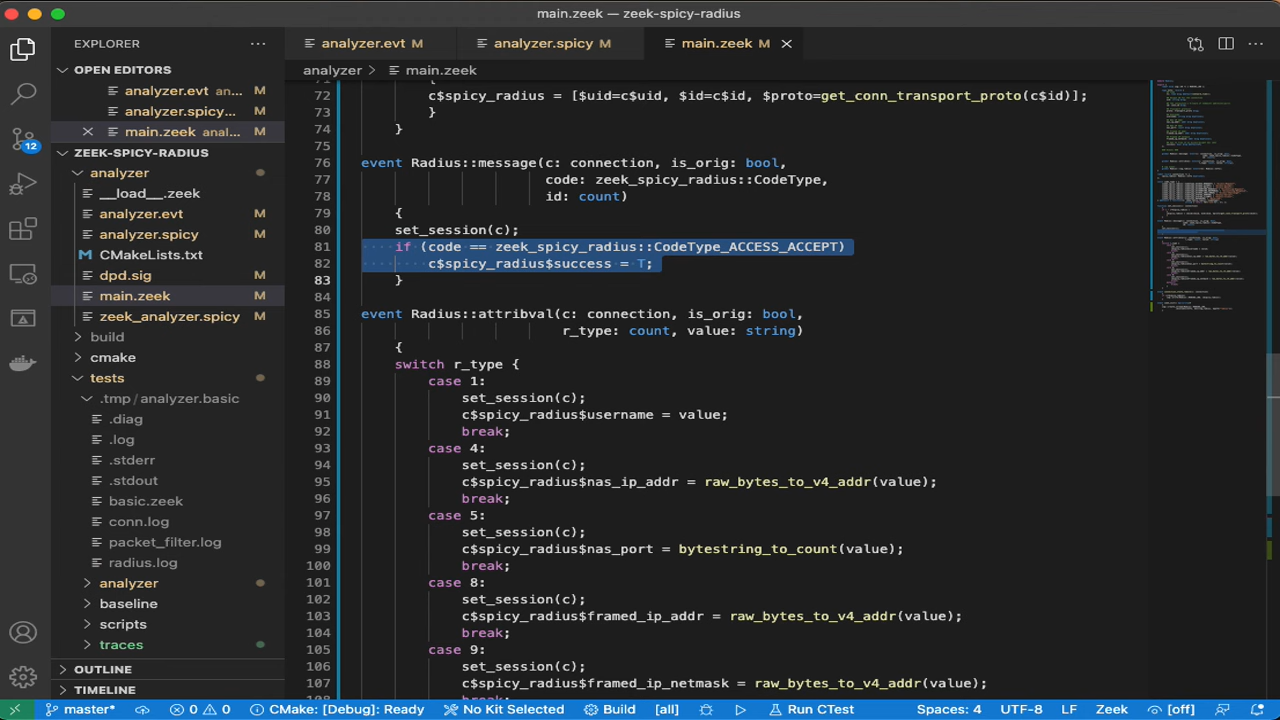 main.zeek — zeek-spicy-radius
EXPLORER
analyzer.evt M
analyzer.spicy M
main.zeek M
analyzer > main.zeek
OPEN EDITORS
analyzer.evt an... M
analyzer.spicy... M
main.zeek anal... M
ZEEK-SPICY-RADIUS
analyzer
__load__.zeek
analyzer.evt M
analyzer.spicy M
CMakeLists.txt
dpd.sig M
main.zeek M
zeek_analyzer.spicy M
build
cmake
tests
.tmp/analyzer.basic
.diag
.log
.stderr
.stdout
basic.zeek
conn.log
packet_filter.log
radius.log
analyzer
baseline
scripts
traces
OUTLINE
TIMELINE
12
71 {
72 c$spicy_radius = [$uid=c$uid, $id=c$id, $proto=get_conn_transport_proto(c$id)];
73 }
74 }
75
76 event Radius::message(c: connection, is_orig: bool,
77 code: zeek_spicy_radius::CodeType,
78 id: count)
79 {
80 set_session(c);
81 if (code == zeek_spicy_radius::CodeType_ACCESS_ACCEPT)
82 c$spicy_radius$success = T;
83 }
84
85 event Radius::attribval(c: connection, is_orig: bool,
86 r_type: count, value: string)
87 {
88 switch r_type {
89 case 1:
90 set_session(c);
91 c$spicy_radius$username = value;
92 break;
93 case 4:
94 set_session(c);
95 c$spicy_radius$nas_ip_addr = raw_bytes_to_v4_addr(value);
96 break;
97 case 5:
98 set_session(c);
99 c$spicy_radius$nas_port = bytestring_to_count(value);
100 break;
101 case 8:
102 set_session(c);
103 c$spicy_radius$framed_ip_addr = raw_bytes_to_v4_addr(value);
104 break;
105 case 9:
106 set_session(c);
107 c$spicy_radius$framed_ip_netmask = raw_bytes_to_v4_addr(value);
108 break;
master* 0 0 CMake: [Debug]: Ready No Kit Selected Build [all] Run CTest Spaces: 4 UTF-8 LF Zeek [off]